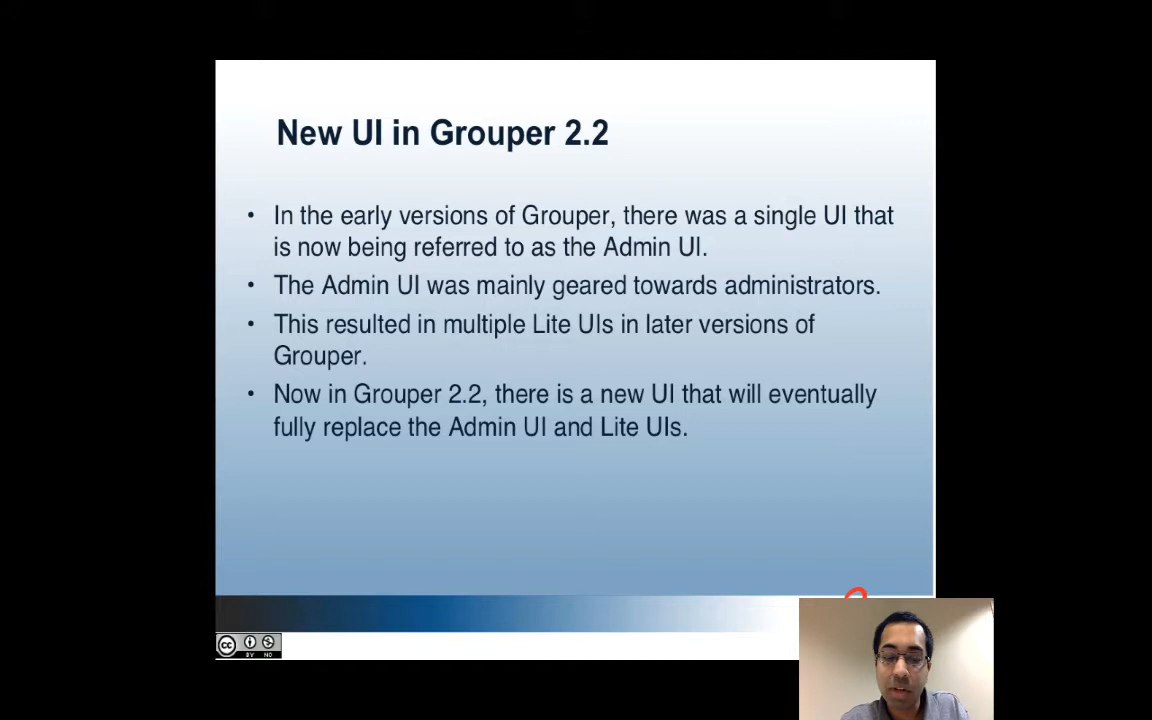 New UI in Grouper 2.2
• In the early versions of Grouper, there was a single UI that
is now being referred to as the Admin UI.
• The Admin UI was mainly geared towards administrators.
• This resulted in multiple Lite UIs in later versions of
Grouper.
• Now in Grouper 2.2, there is a new UI that will eventually
fully replace the Admin UI and Lite UIs.
cc